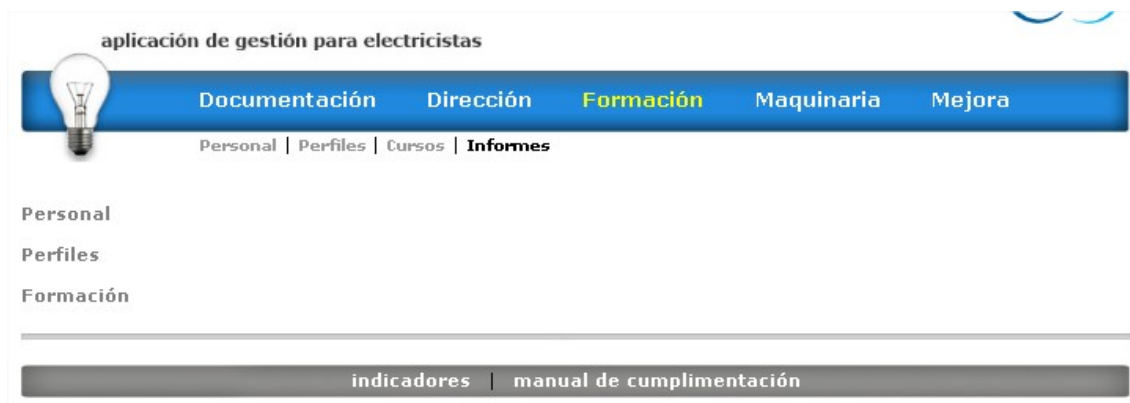 aplicación de gestión para electricistas
Documentación Dirección Formación Maquinaria Mejora
Personal | Perfiles | Cursos | Informes
Personal
Perfiles
Formación
indicadores | manual de cumplimentación